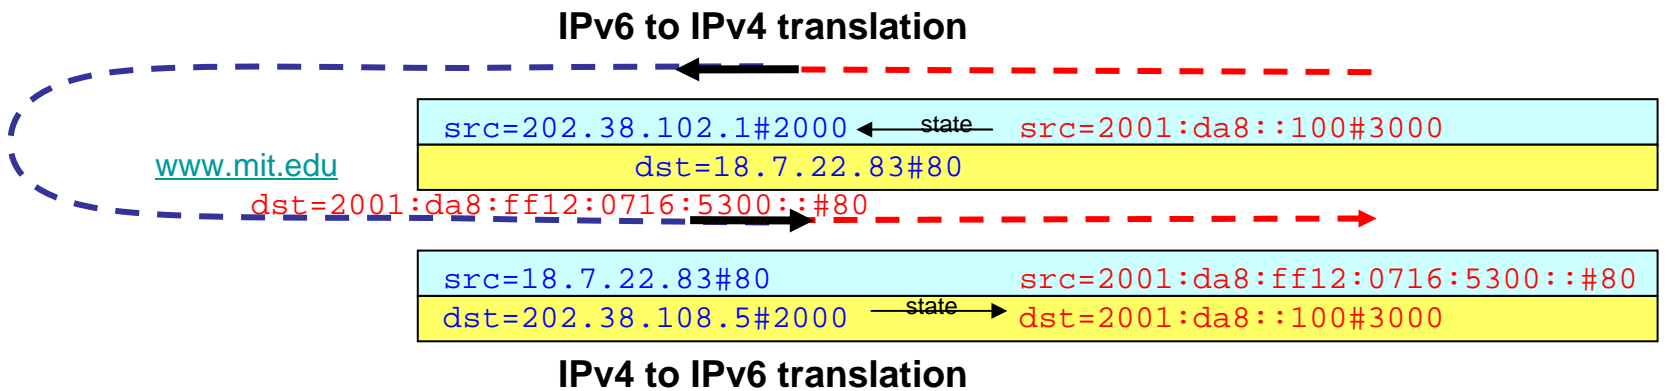 IPv6 to IPv4 translation
src=202.38.102.1#2000 state src=2001:da8::100#3000
www.mit.edu dst=18.7.22.83#80
dst=2001:da8:ff12:0716:5300::#80
src=18.7.22.83#80 src=2001:da8:ff12:0716:5300::#80
dst=202.38.108.5#2000 state dst=2001:da8::100#3000
IPv4 to IPv6 translation